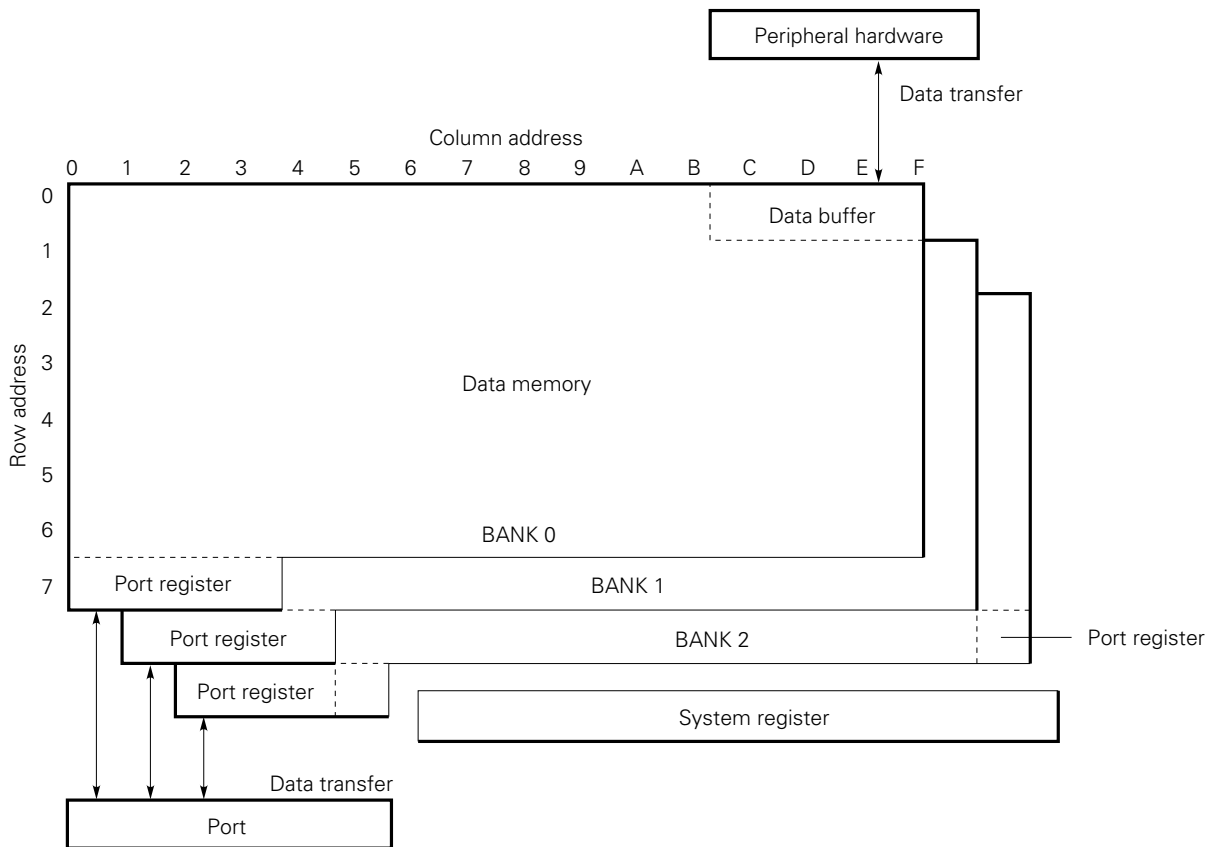 Peripheral hardware
Data transfer
Column address
0 1 2 3 4 5 6 7 8 9 A B C D E F
0
Data buffer
1
2
3
Row address
Data memory
4
5
6
BANK 0
7
Port register
BANK 1
Port register
BANK 2
Port register
Port register
System register
Data transfer
Port